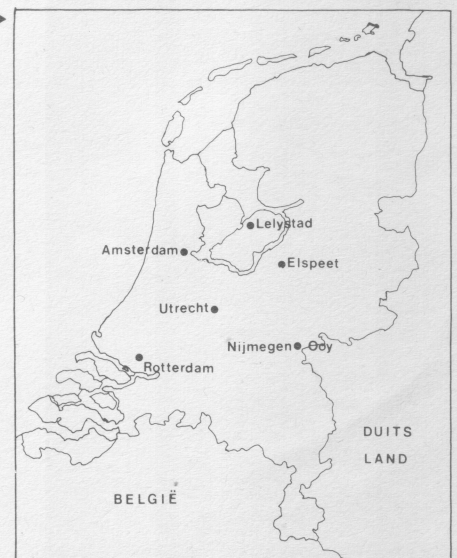 Lelystad
Amsterdam
Elspeet
Utrecht
Nijmegen Ooy
Rotterdam
DUITS
LAND
BELGIË